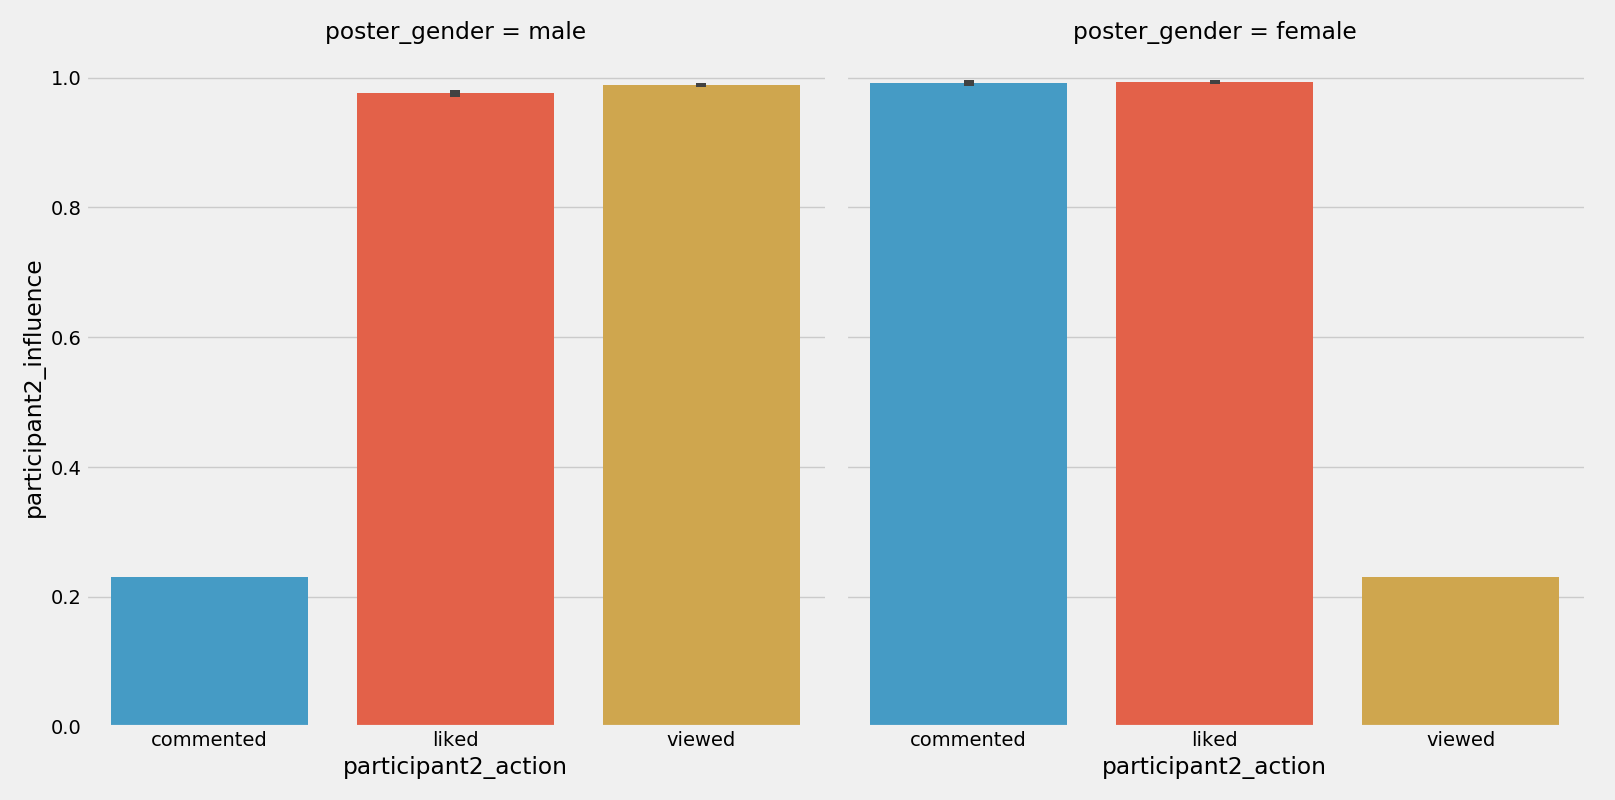 poster_gender = male
poster_gender = female
participant2_influence
1.0
0.8
0.6
0.4
0.2
0.0
commented liked viewed
commented liked viewed
participant2_action
participant2_action